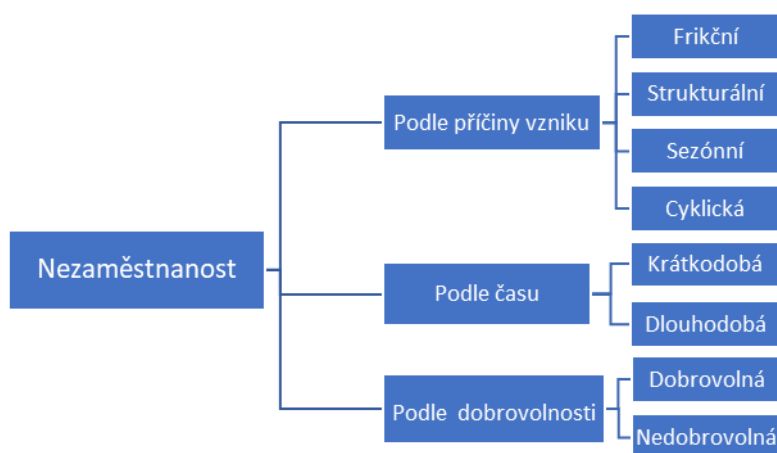 Nezaměstnanost
Podle příčiny vzniku
Frikční
Strukturální
Sezónní
Cyklická
Podle času
Krátkodobá
Dlouhodobá
Podle dobrovolnosti
Dobrovolná
Nedobrovolná